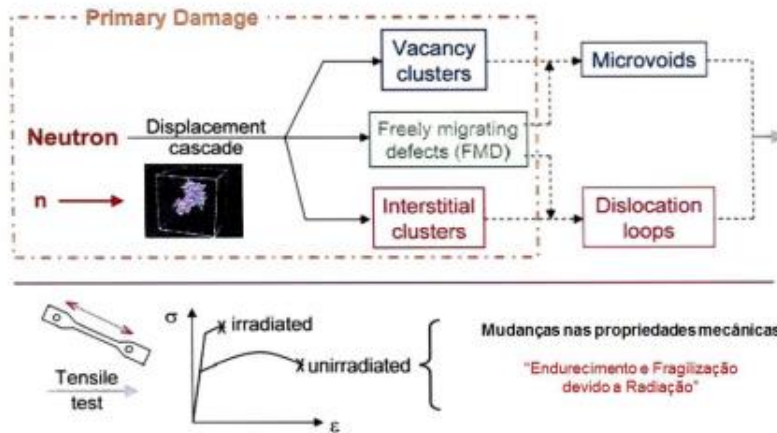 Primary Damage
Vacancy
clusters
Microvoids
Neutron
Displacement
cascade
Freely migrating
defects (FMD)
n
Interstitial
clusters
Dislocation
loops
σ
irradiated
unirradiated
ε
Tensile
test
Mudanças nas propriedades mecânicas
"Endurecimento e Fragilização
devido a Radiação"